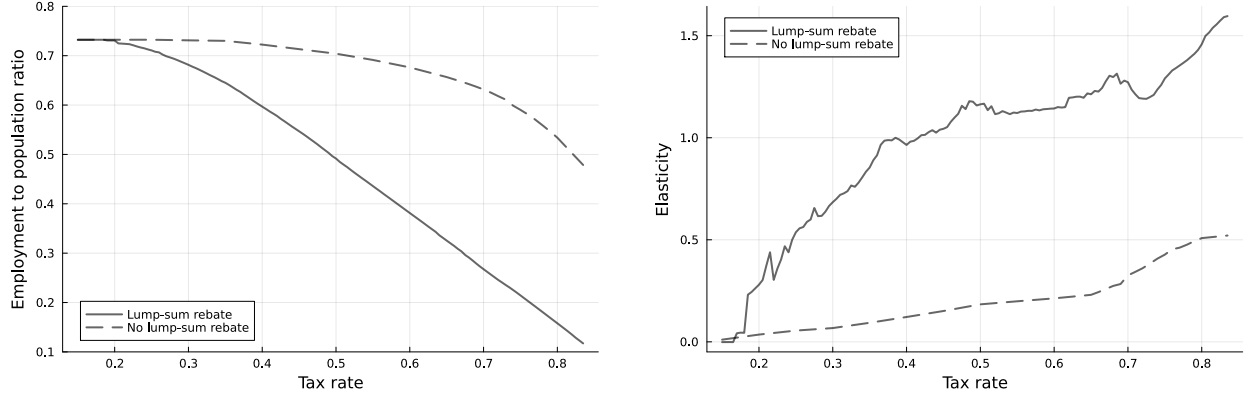 0.8
0.7
0.6
0.5
0.4
0.3
0.2
0.1
Employment to population ratio
Lump-sum rebate
No lump-sum rebate
0.2 0.3 0.4 0.5 0.6 0.7 0.8
Tax rate
1.5
1.0
0.5
0.0
Elasticity
Lump-sum rebate
No lump-sum rebate
0.2 0.3 0.4 0.5 0.6 0.7 0.8
Tax rate